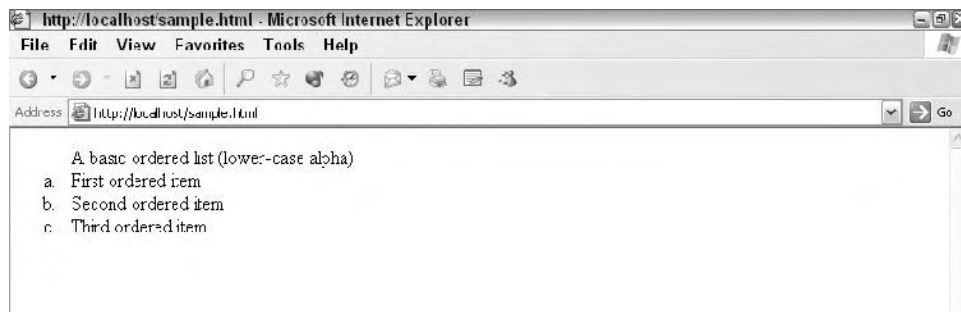 http://localhost/sample.html - Microsoft Internet Explorer
File Edit View Favorites Tools Help
Address http://localhost/sample.html Go
A basic ordered list (lower-case alpha)
a. First ordered item
b. Second ordered item
c. Third ordered item